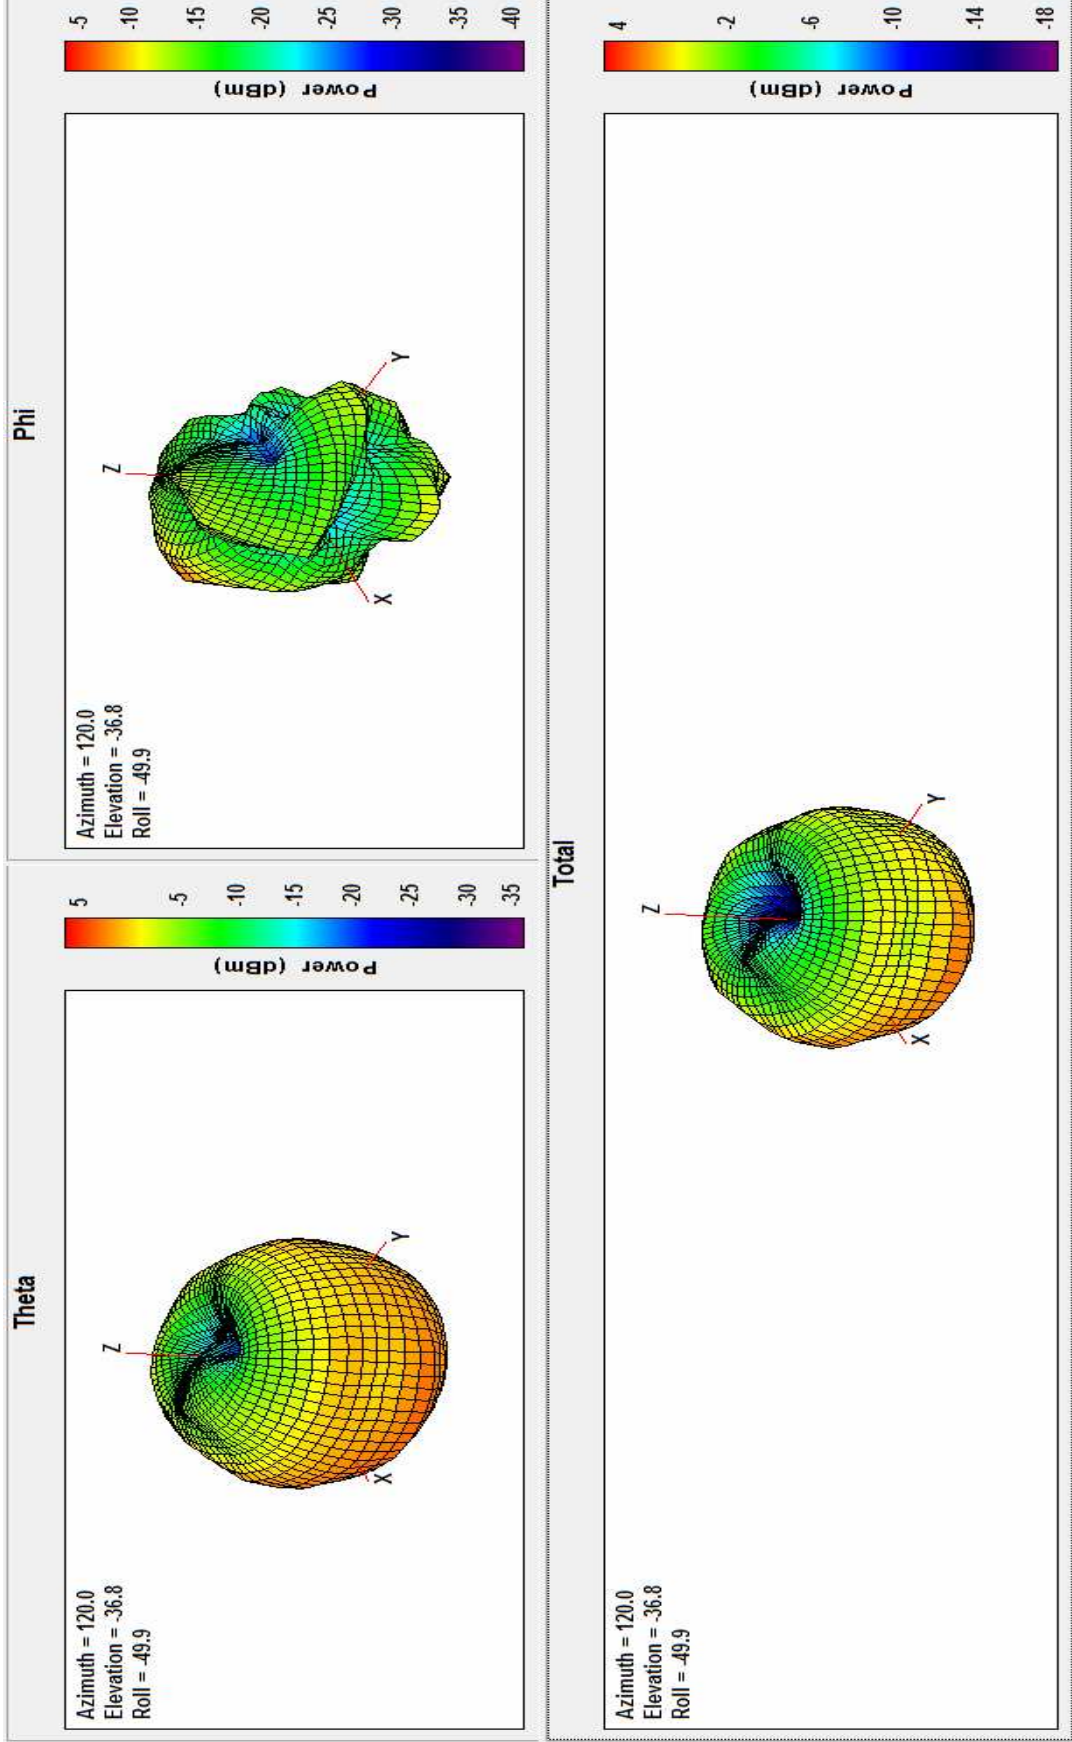 Theta
Azimuth = 120.0
Elevation = -36.8
Roll = -49.9
Z
X
Y
Power (dBm)
5
-5
-10
-15
-20
-25
-30
-35
Phi
Azimuth = 120.0
Elevation = -36.8
Roll = -49.9
Z
X
Y
Power (dBm)
-5
-10
-15
-20
-25
-30
-35
-40
Total
Azimuth = 120.0
Elevation = -36.8
Roll = -49.9
Z
X
Y
Power (dBm)
4
-2
-6
-10
-14
-18